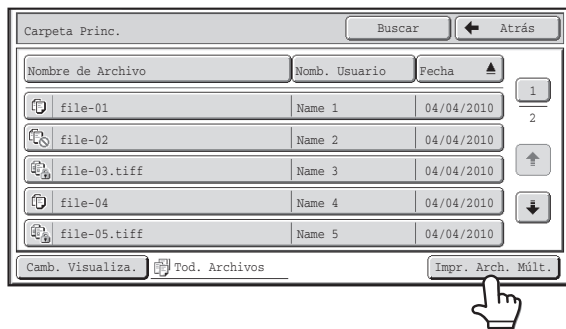 Carpeta Princ. Buscar Atrás
Nombre de Archivo Nomb. Usuario Fecha
file-01 Name 1 04/04/2010
1
2
file-02 Name 2 04/04/2010
file-03.tiff Name 3 04/04/2010
file-04 Name 4 04/04/2010
file-05.tiff Name 5 04/04/2010
Camb. Visualiza. Tod. Archivos Impr. Arch. Múlt.